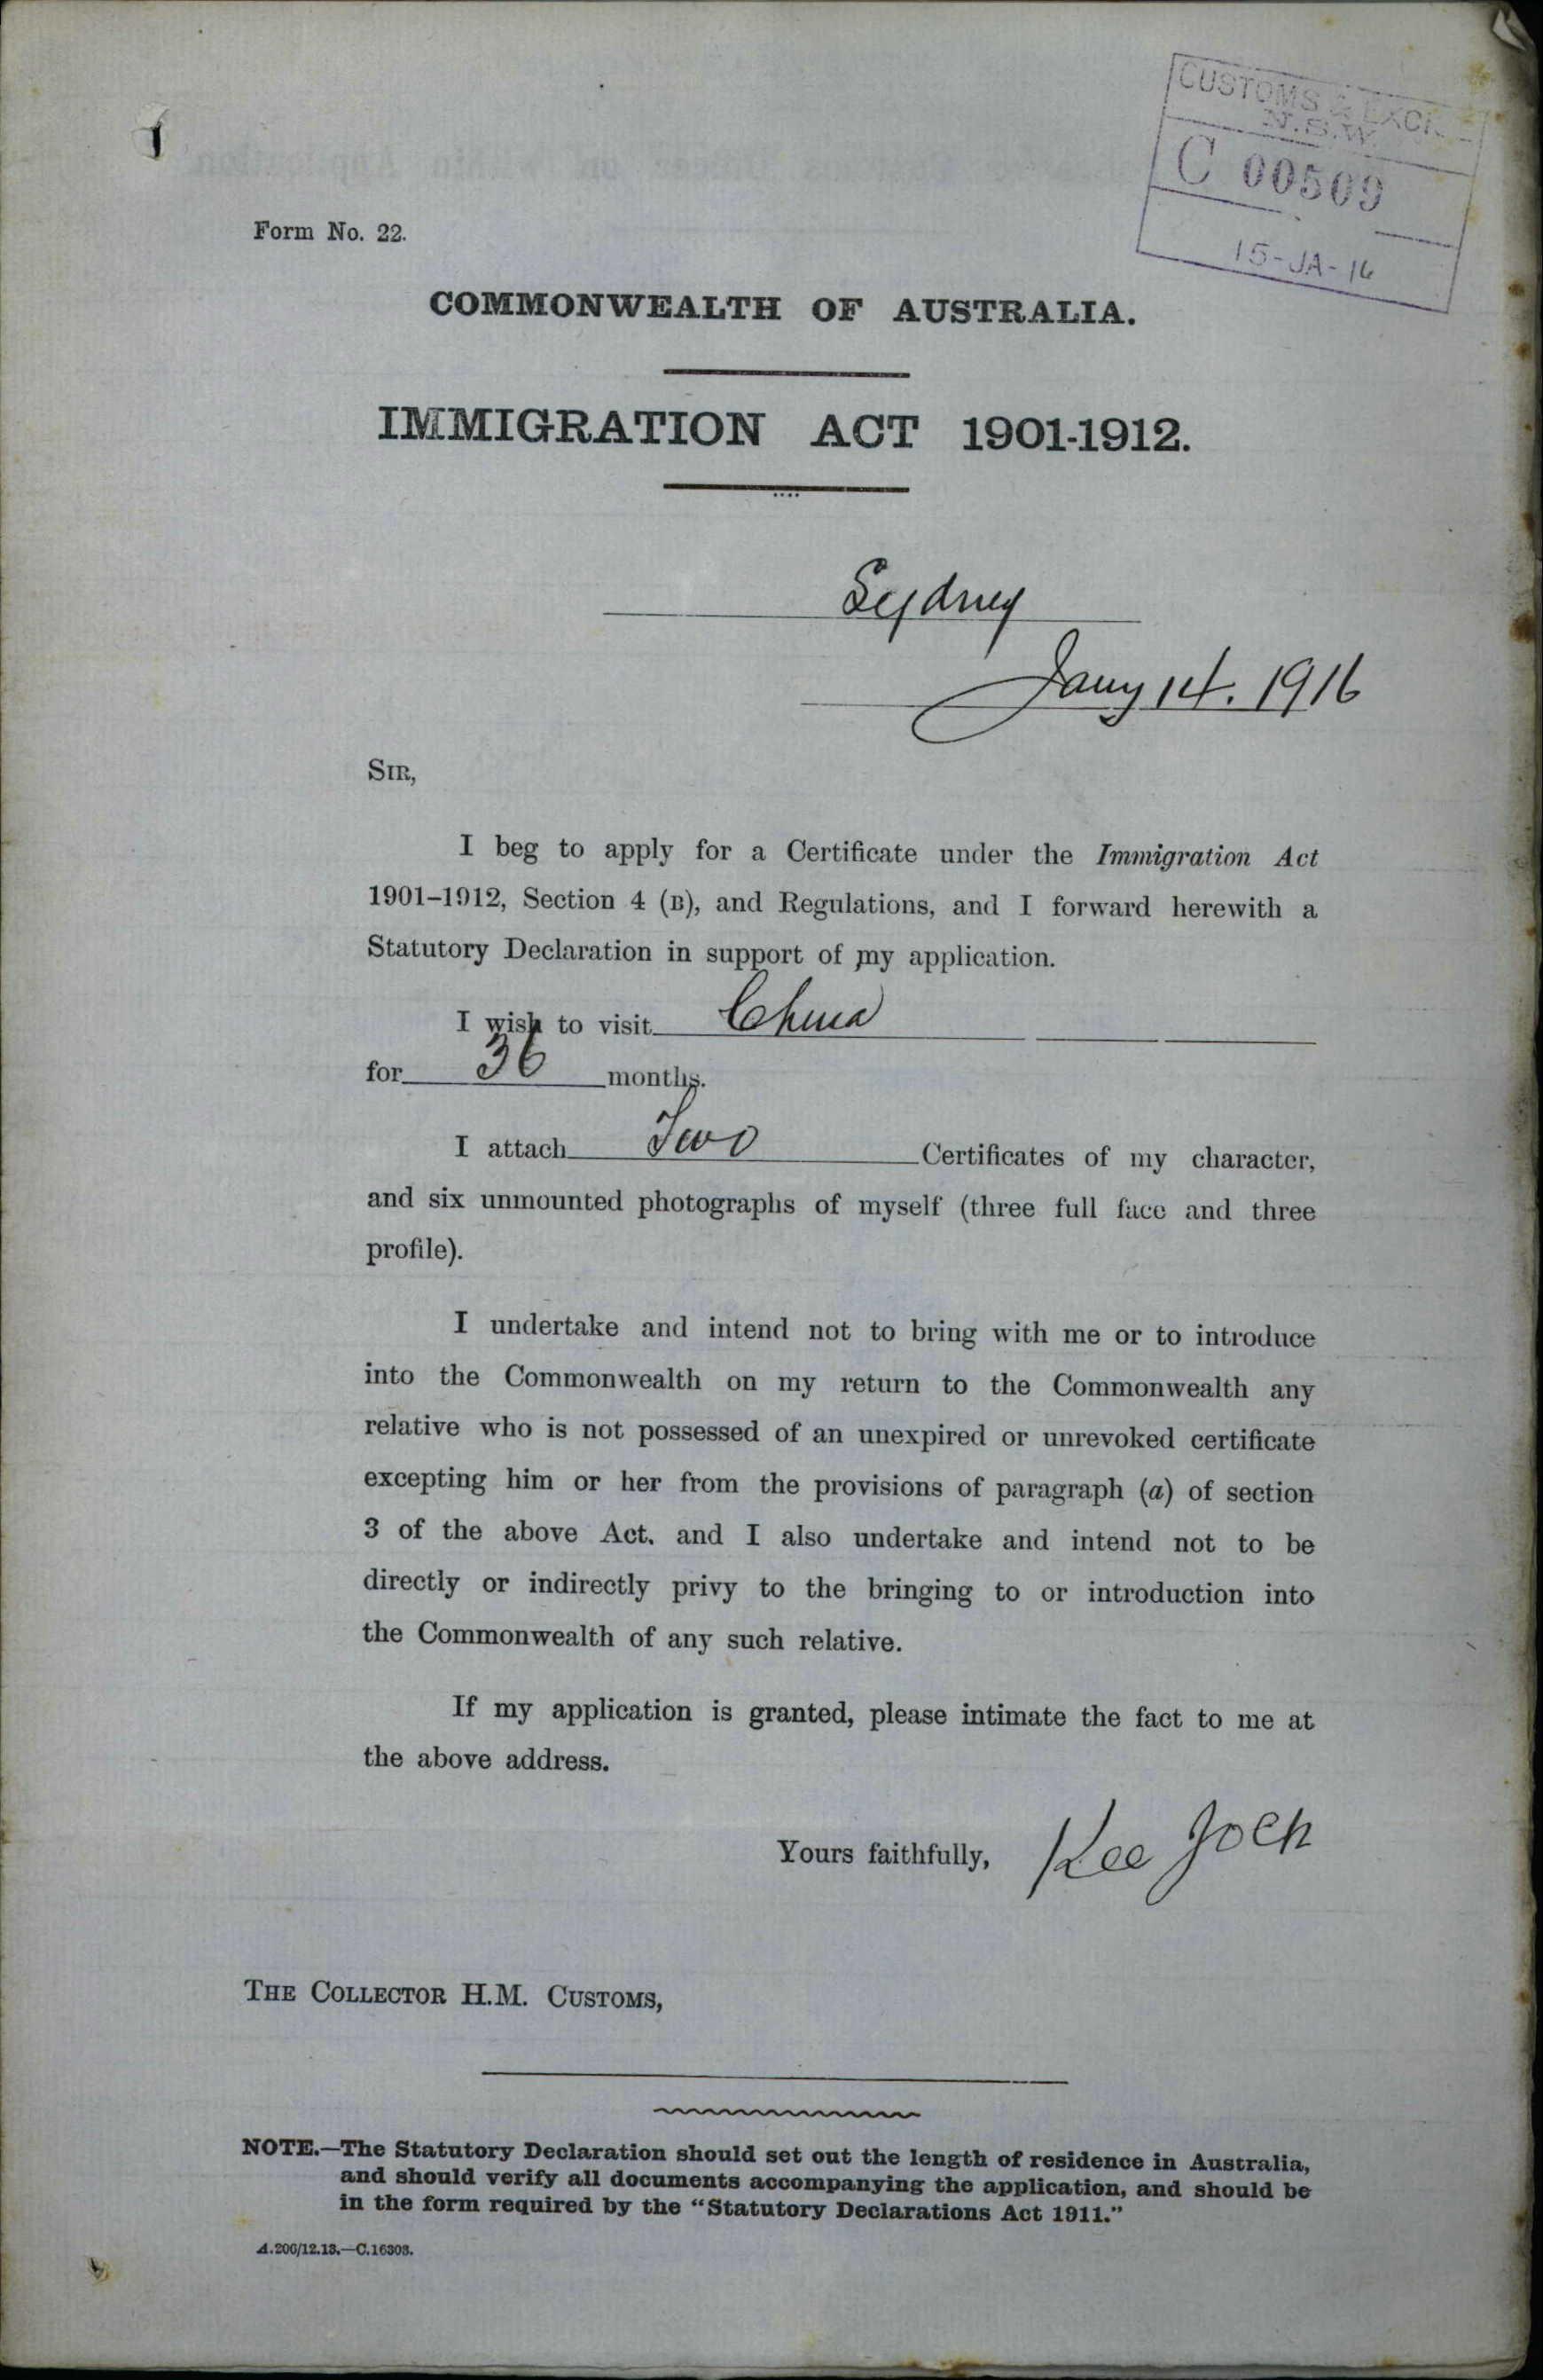 CUSTOMS & EXCI
N.S.W.
C 00509
15-JA-16
Form No. 22.
COMMONWEALTH OF AUSTRALIA.
IMMIGRATION ACT 1901-1912.
Sydney
Jany 14. 1916
SIR,
I beg to apply for a Certificate under the Immigration Act
1901-1912, Section 4 (B), and Regulations, and I forward herewith a
Statutory Declaration in support of my application.
I wish to visit China
for 36 months.
I attach Two Certificates of my character,
and six unmounted photographs of myself (three full face and three
profile).
I undertake and intend not to bring with me or to introduce
into the Commonwealth on my return to the Commonwealth any
relative who is not possessed of an unexpired or unrevoked certificate
excepting him or her from the provisions of paragraph (a) of section
3 of the above Act. and I also undertake and intend not to be
directly or indirectly privy to the bringing to or introduction into
the Commonwealth of any such relative.
If my application is granted, please intimate the fact to me at
the above address.
Yours faithfully, Kee Jock
THE COLLECTOR H.M. CUSTOMS,
NOTE.—The Statutory Declaration should set out the length of residence in Australia,
and should verify all documents accompanying the application, and should be
in the form required by the "Statutory Declarations Act 1911."
A.200/12.13.—C.16303.